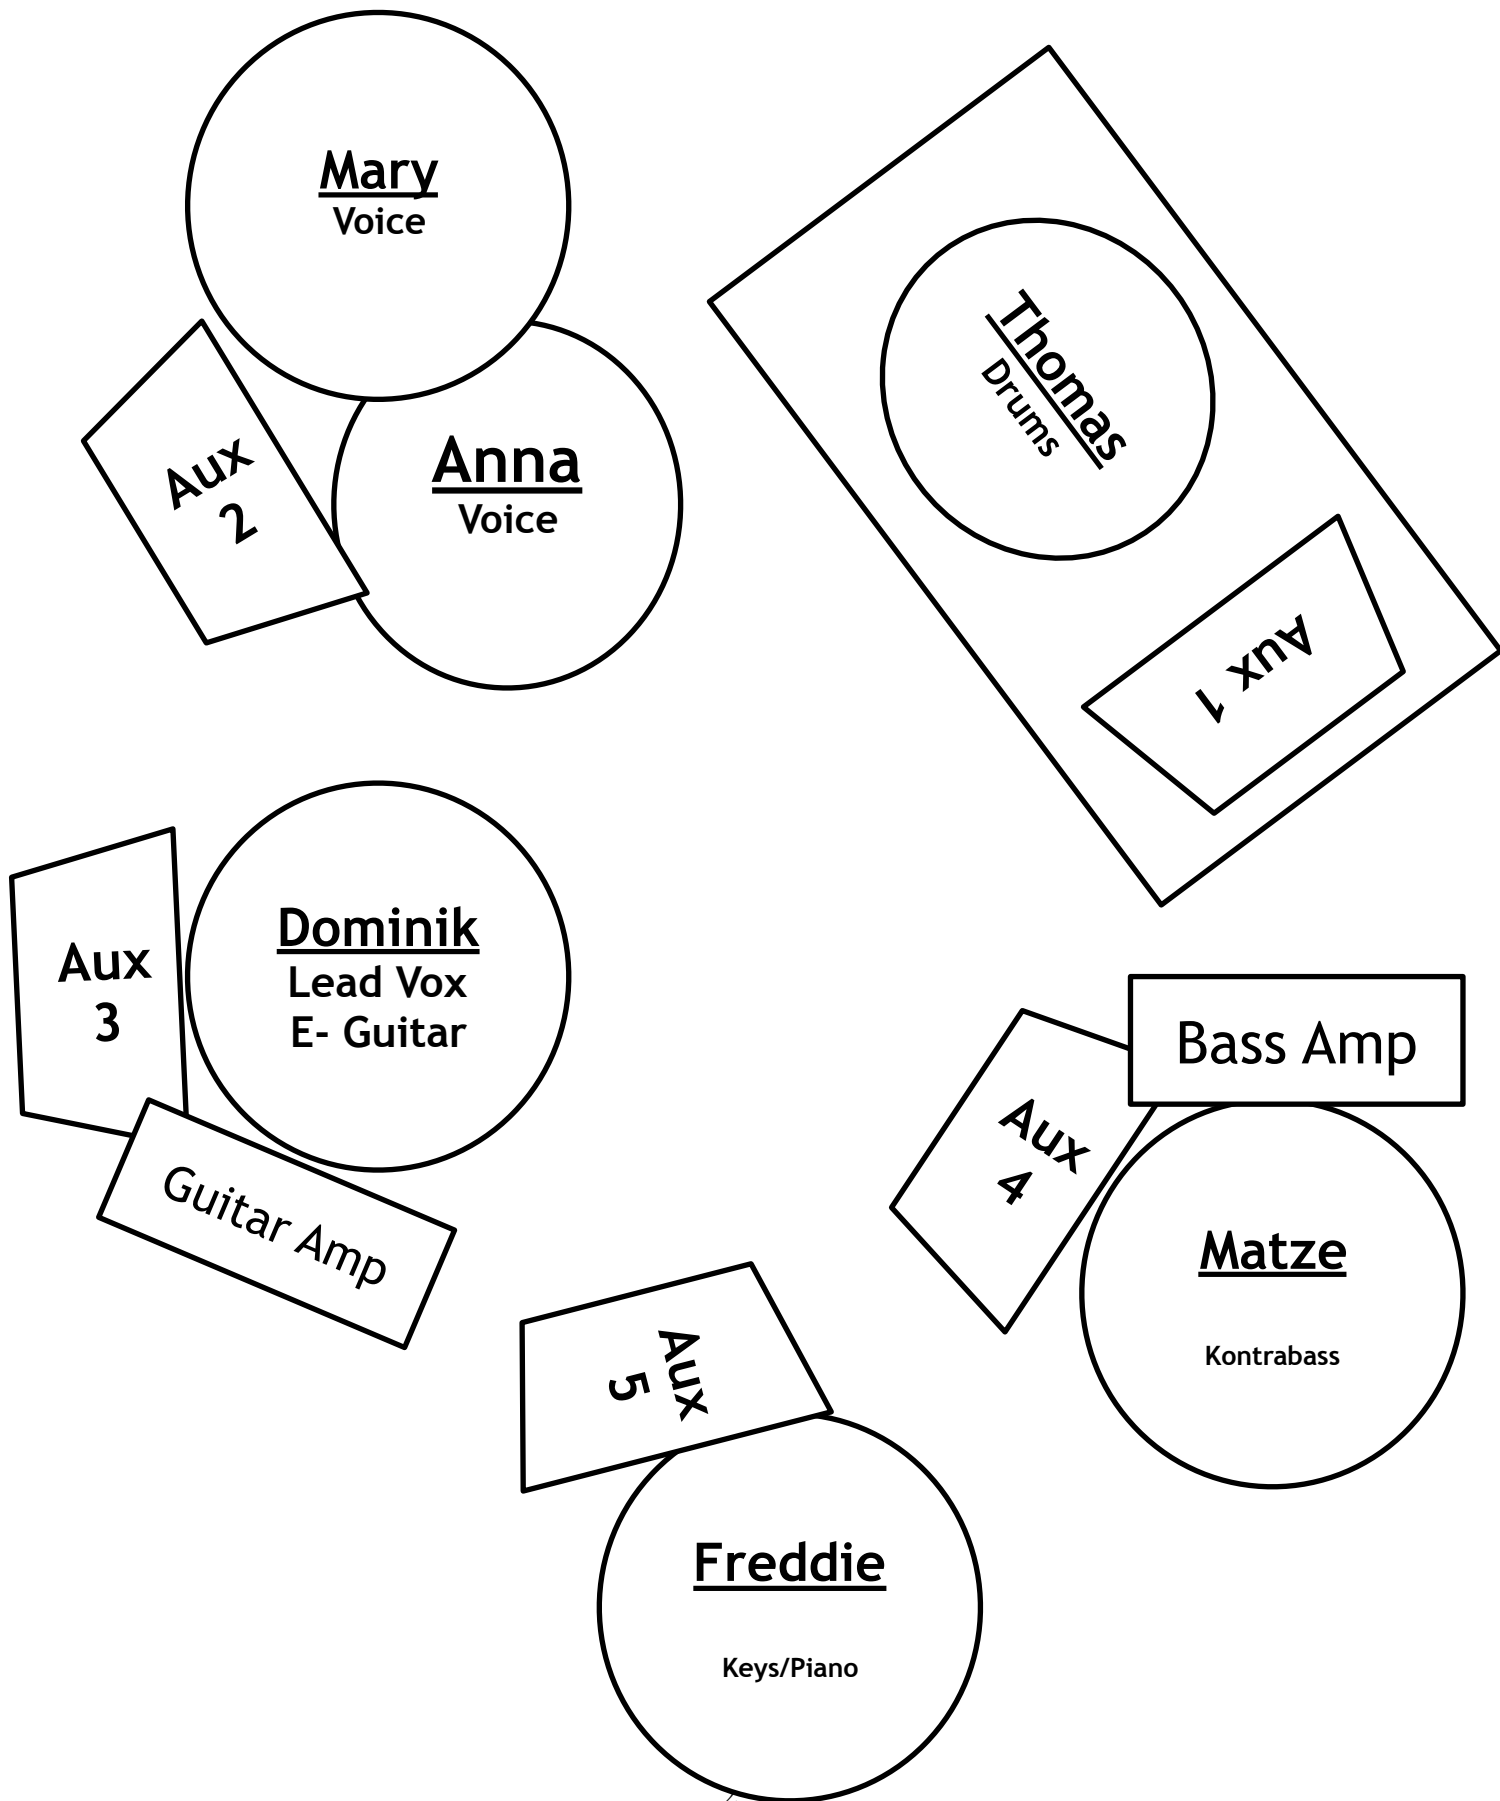 Mary
Voice
Thomas
Drums
Aux
2
Anna
Voice
Aux 1
Dominik
Lead Vox
E- Guitar
Aux
3
Bass Amp
Aux
4
Guitar Amp
Matze
Kontrabass
Aux
5
Freddie
Keys/Piano